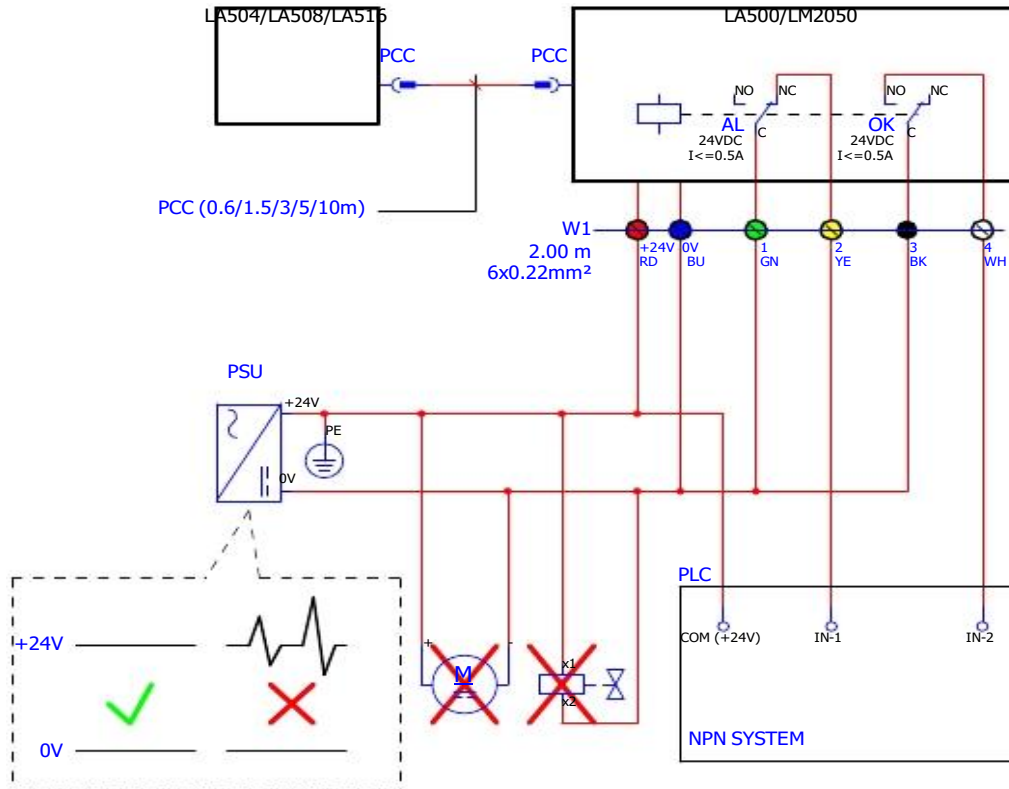 LA504/LA508/LA516
LA500/LM2050
PCC
PCC
NO
NC
NO
NC
AL
C
24VDC
I<=0.5A
OK
C
24VDC
I<=0.5A
PCC (0.6/1.5/3/5/10m)
W1
2.00 m
6x0.22mm²
+24V
RD
0V
BU
1
GN
2
YE
3
BK
4
WH
PSU
+24V
PE
0V
PLC
COM (+24V)
IN-1
IN-2
+24V
0V
+
-
M
x1
x2
NPN SYSTEM